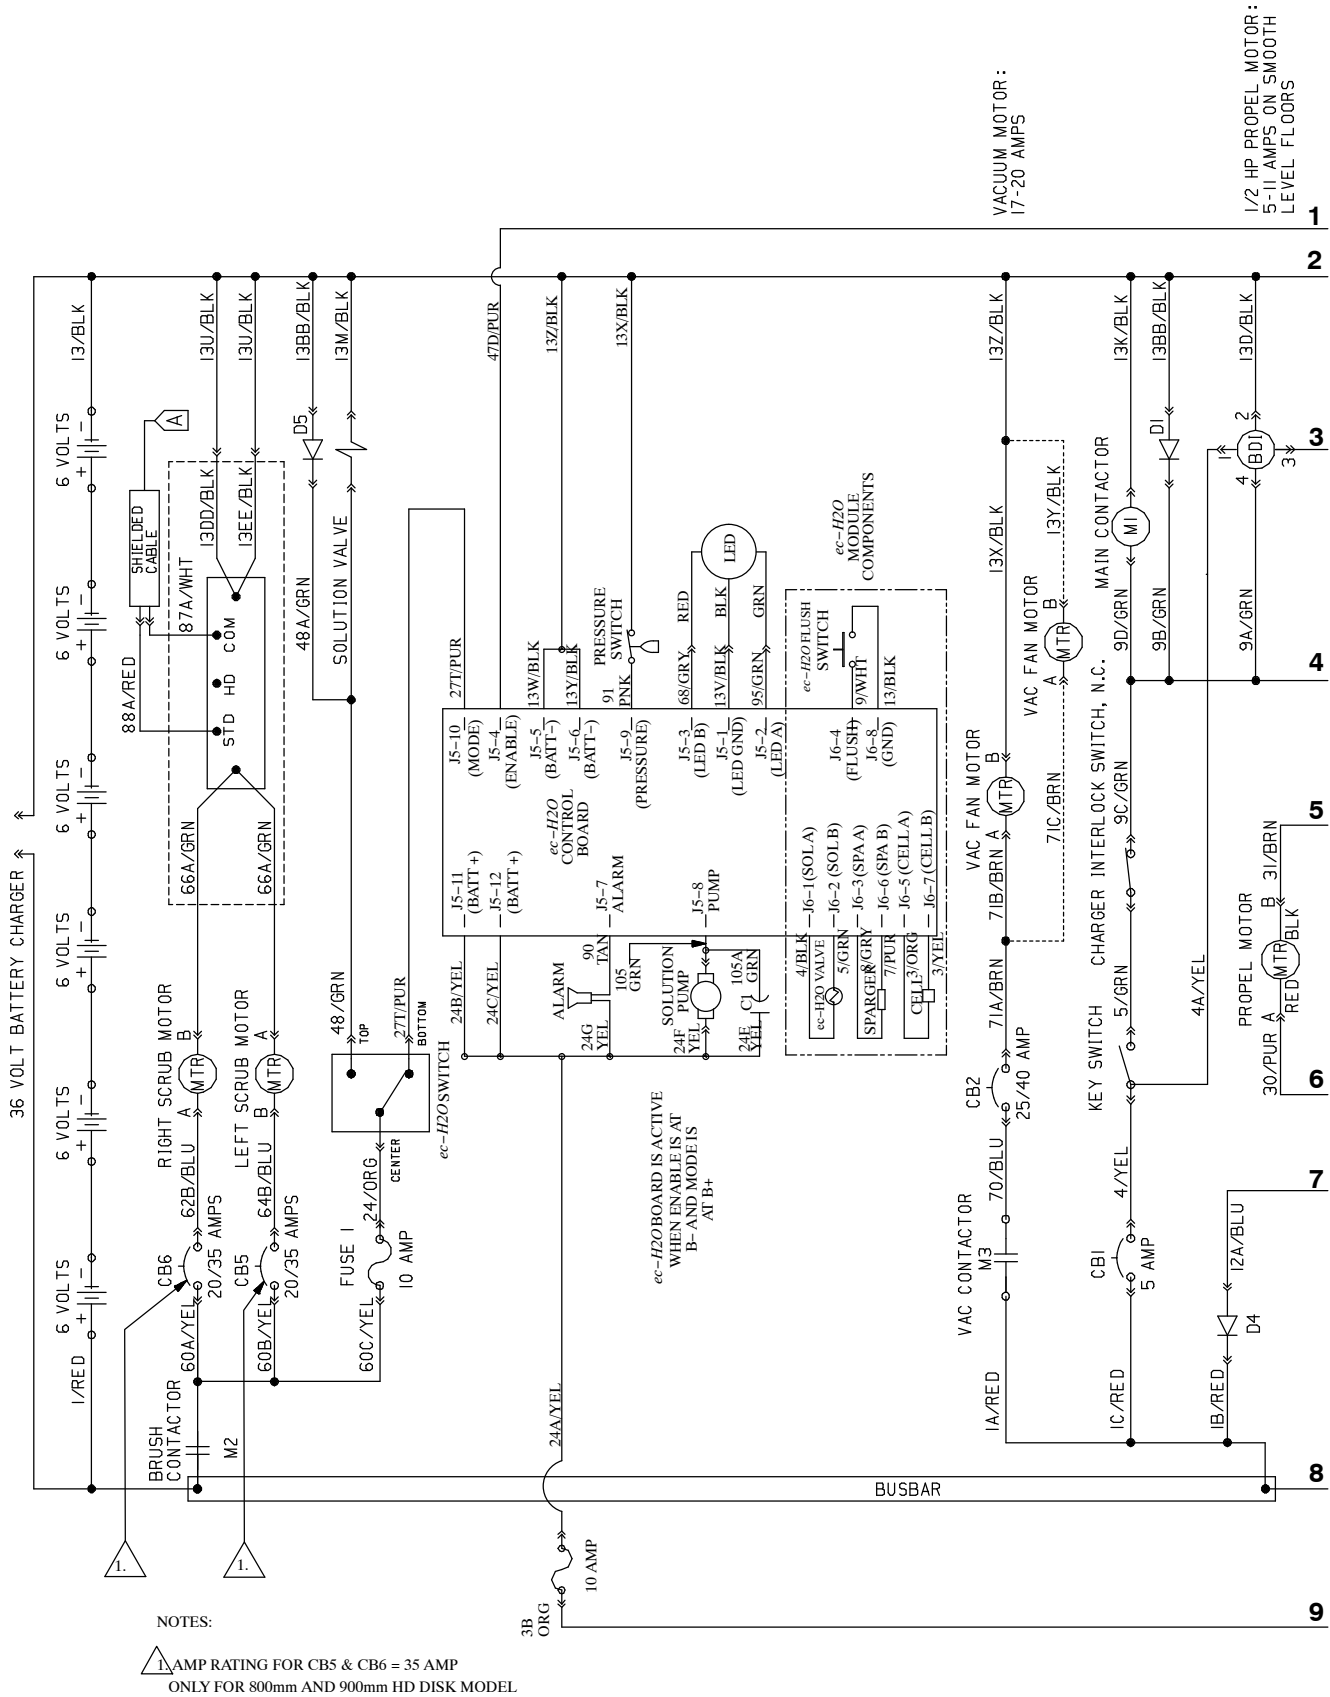 VACUUM MOTOR:
17-20 AMPS
1/2 HP PROPEL MOTOR:
5-11 AMPS ON SMOOTH
LEVEL FLOORS
1
2
3
4
5
6
7
8
9
36 VOLT BATTERY CHARGER
13/BLK
6 VOLTS
- +
6 VOLTS
- +
6 VOLTS
- +
6 VOLTS
- +
6 VOLTS
- +
6 VOLTS
- +
1/RED
A
SHIELDED
CABLE
88A/RED
87A/WHT
13U/BLK
13U/BLK
13DD/BLK
13EE/BLK
COM
HD
STD
66A/GRN
66A/GRN
RIGHT SCRUB MOTOR
B
MTR
A
62B/BLU
CB6
20/35 AMPS
60A/YEL
LEFT SCRUB MOTOR
A
MTR
B
64B/BLU
CB5
20/35 AMPS
60B/YEL
BRUSH
CONTACTOR
M2
13BB/BLK
D5
48A/GRN
13M/BLK
SOLUTION VALVE
48/GRN
TOP
27T/PUR
BOTTOM
ec-H2O SWITCH
CENTER
24/ORG
FUSE 1
10 AMP
60C/YEL
47D/PUR
13Z/BLK
13X/BLK
27T/PUR
13W/BLK
13Y/BLK
PRESSURE
SWITCH
91
PNK
LED
RED
BLK
GRN
68/GRY
13V/BLK
95/GRN
ec-H2O
MODULE
COMPONENTS
ec-H2O FLUSH
SWITCH
9/WHT
13/BLK
J5-10
(MODE)
J5-4
(ENABLE)
J5-5
(BATT-)
J5-6
(BATT-)
J5-9
(PRESSURE)
J5-3
(LED B)
J5-1
(LED GND)
J5-2
(LED A)
J6-4
(FLUSH)
J6-8
(GND)
ec-H2O
CONTROL
BOARD
J5-11
(BATT +)
J5-12
(BATT +)
J5-7
ALARM
J5-8
PUMP
J6-1 (SOL A)
J6-2 (SOL B)
J6-3 (SPA A)
J6-6 (SPA B)
J6-5 (CELL A)
J6-7 (CELL B)
24B/YEL
24C/YEL
ALARM
90
TAN
24G
YEL
105
GRN
SOLUTION
PUMP
24F
YEL
105A
GRN
C1
24E
YEL
4/BLK
ec-H2O VALVE
5/GRN
8/GRY
SPARGER
7/PUR
3/ORG
CELL
3/YEL
ec-H2O BOARD IS ACTIVE
WHEN ENABLE IS AT
B- AND MODE IS
AT B+
24A/YEL
10 AMP
3B
ORG
BUSBAR
13Z/BLK
13X/BLK
13Y/BLK
VAC FAN MOTOR
B
MTR
A
71C/BRN
VAC FAN MOTOR
B
MTR
A
71B/BRN
71A/BRN
CB2
25/40 AMP
70/BLU
VAC CONTACTOR
M3
1A/RED
13K/BLK
MAIN CONTACTOR
M1
9D/GRN
13BB/BLK
D1
9B/GRN
13D/BLK
2
1
BDI
3
4
9A/GRN
CHARGER INTERLOCK SWITCH, N.C.
9C/GRN
5/GRN
KEY SWITCH
4A/YEL
4/YEL
CB1
5 AMP
1C/RED
PROPEL MOTOR
31/BRN
B
BLK
MTR
RED
A
30/PUR
12A/BLU
D4
1B/RED
1.
1.
NOTES:
1. AMP RATING FOR CB5 & CB6 = 35 AMP
ONLY FOR 800mm AND 900mm HD DISK MODEL